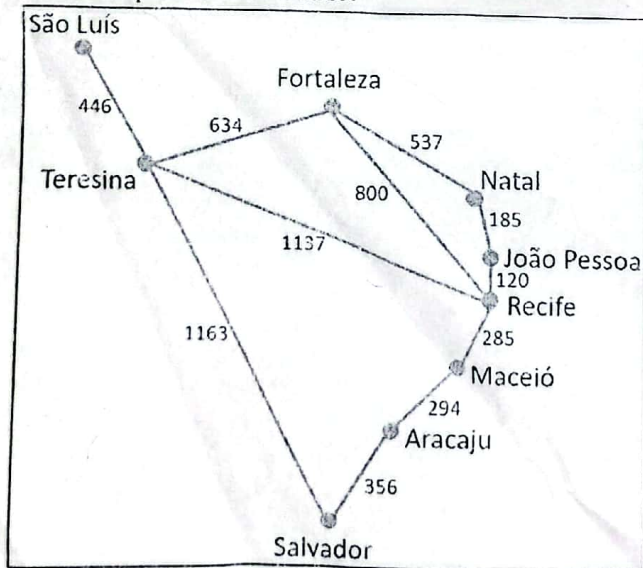 São Luís
Fortaleza
446
634
537
Teresina
Natal
800
185
1137
João Pessoa
120
Recife
1163
285
Maceió
294
Aracaju
356
Salvador